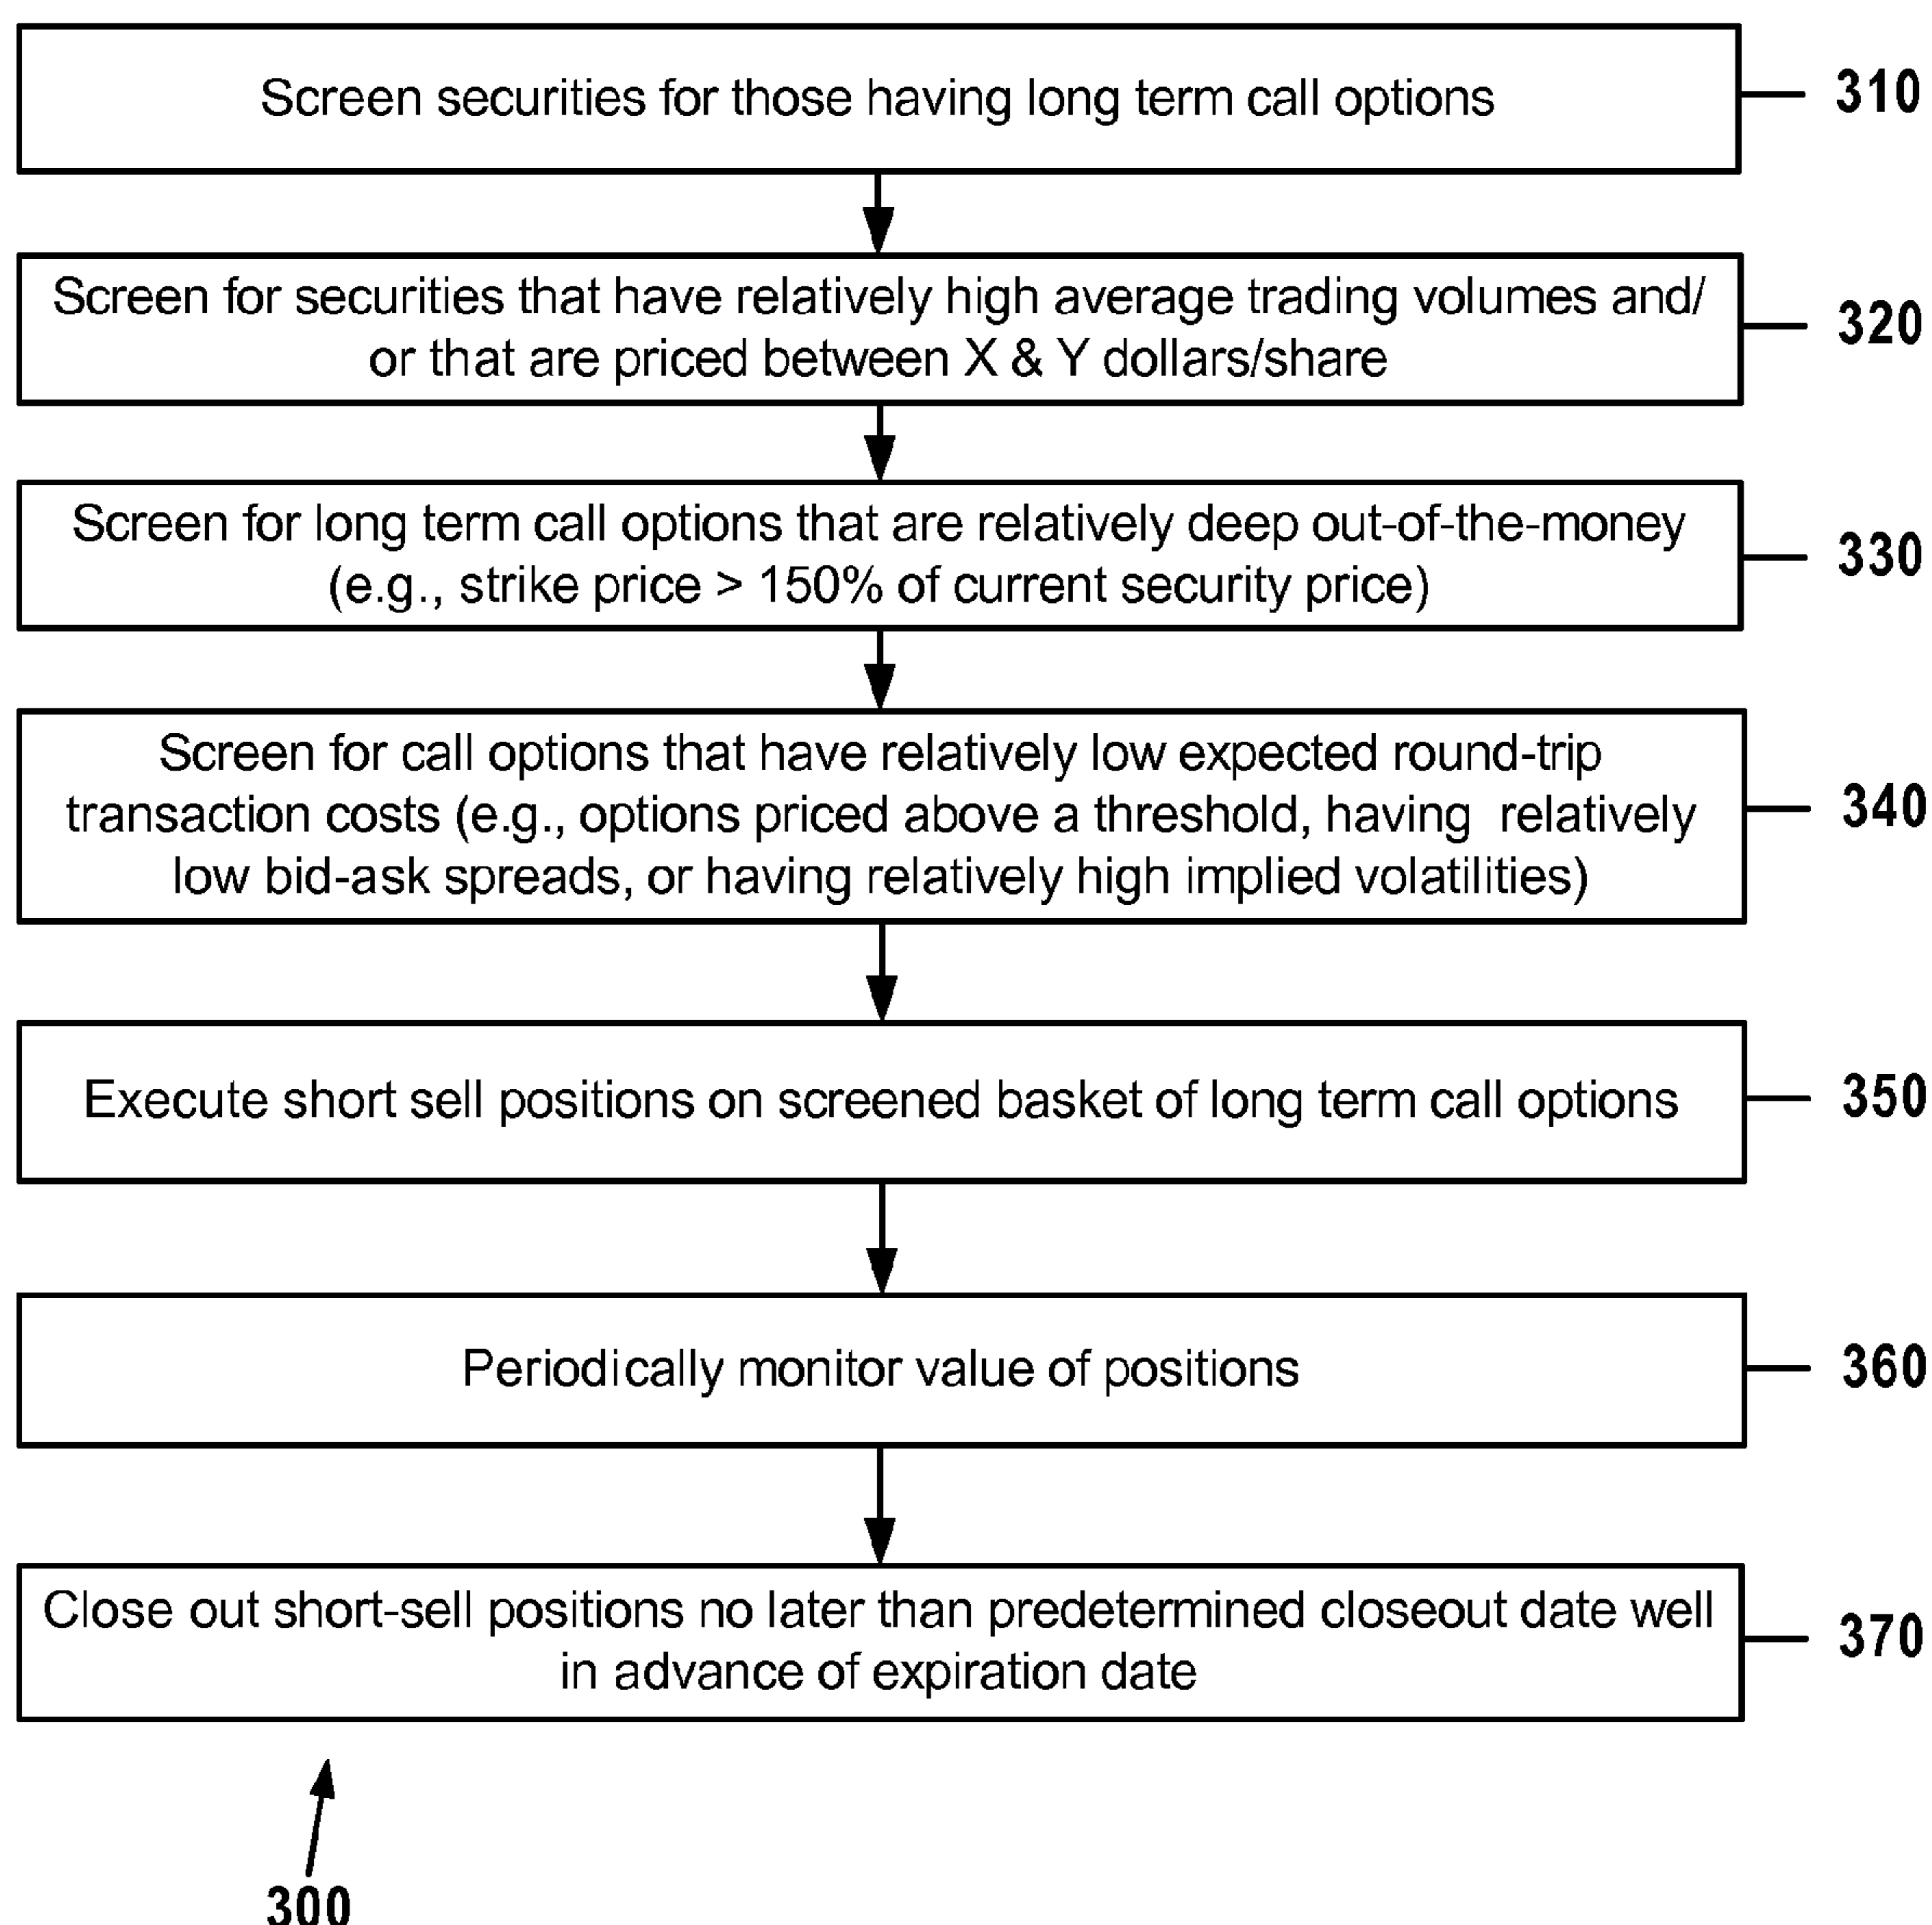 Screen securities for those having long term call options
310
Screen for securities that have relatively high average trading volumes and/
or that are priced between X & Y dollars/share
320
Screen for long term call options that are relatively deep out-of-the-money
(e.g., strike price > 150% of current security price)
330
Screen for call options that have relatively low expected round-trip
transaction costs (e.g., options priced above a threshold, having relatively
low bid-ask spreads, or having relatively high implied volatilities)
340
Execute short sell positions on screened basket of long term call options
350
Periodically monitor value of positions
360
Close out short-sell positions no later than predetermined closeout date well
in advance of expiration date
370
300